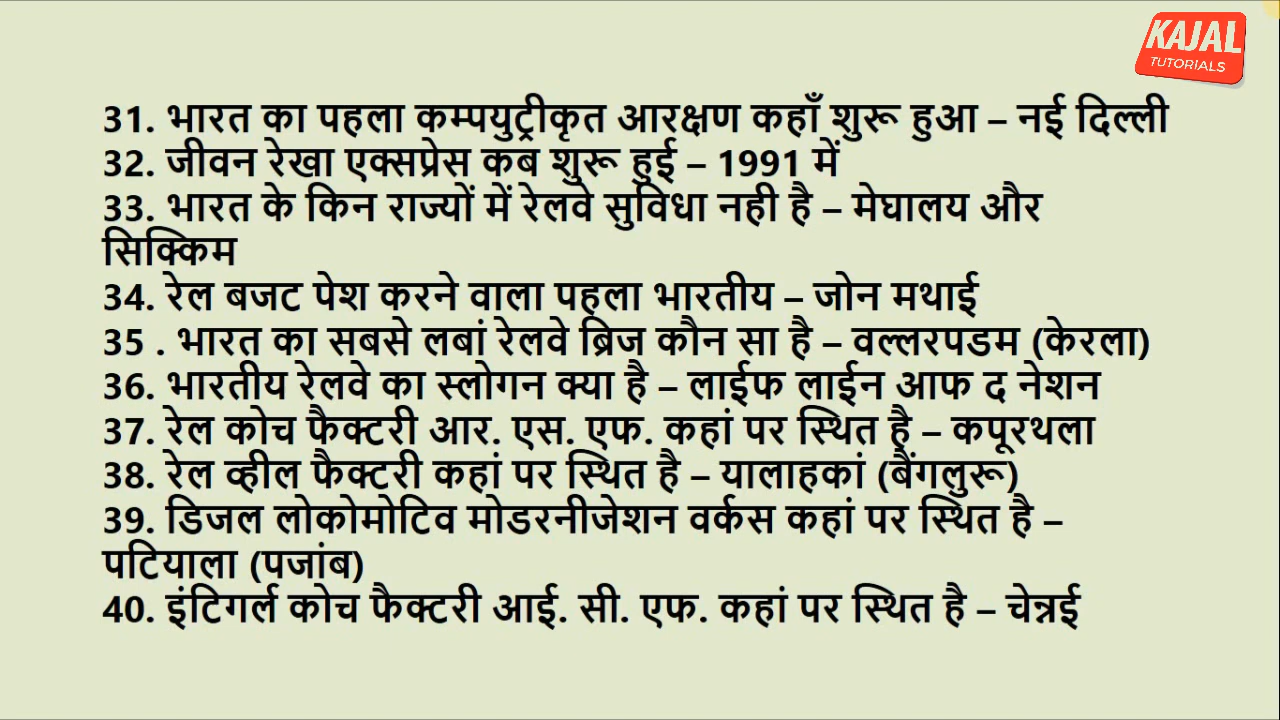 KAJAL
TUTORIALS
31. भारत का पहला कम्पयुट्रीकृत आरक्षण कहाँ शुरू हुआ – नई दिल्ली
32. जीवन रेखा एक्सप्रेस कब शुरू हुई – 1991 में
33. भारत के किन राज्यों में रेलवे सुविधा नही है – मेघालय और
सिक्किम
34. रेल बजट पेश करने वाला पहला भारतीय – जोन मथाई
35 . भारत का सबसे लबां रेलवे ब्रिज कौन सा है – वल्लरपडम (केरला)
36. भारतीय रेलवे का स्लोगन क्या है – लाईफ लाईन आफ द नेशन
37. रेल कोच फैक्टरी आर. एस. एफ. कहां पर स्थित है – कपूरथला
38. रेल व्हील फैक्टरी कहां पर स्थित है – यालाहकां (बैंगलुरू)
39. डिजल लोकोमोटिव मोडरनीजेशन वर्कस कहां पर स्थित है –
पटियाला (पजांब)
40. इंटिगर्ल कोच फैक्टरी आई. सी. एफ. कहां पर स्थित है – चेन्नई